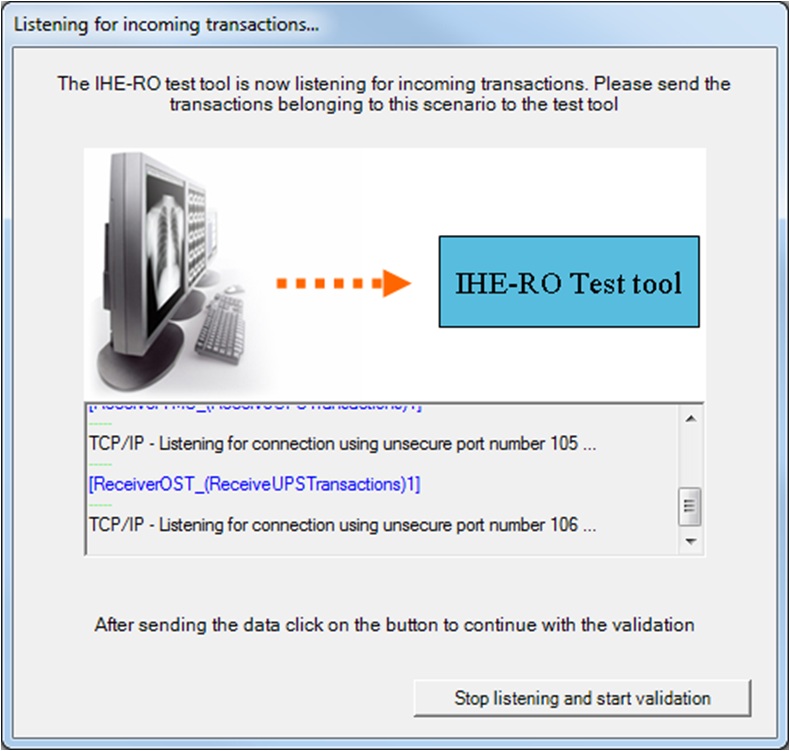 Listening for incoming transactions...
The IHE-RO test tool is now listening for incoming transactions. Please send the
transactions belonging to this scenario to the test tool
IHE-RO Test tool
-----
TCP/IP - Listening for connection using unsecure port number 105 ...
-----
[ReceiverOST_(ReceiveUPSTransactions)1]
-----
TCP/IP - Listening for connection using unsecure port number 106 ...
After sending the data click on the button to continue with the validation
Stop listening and start validation